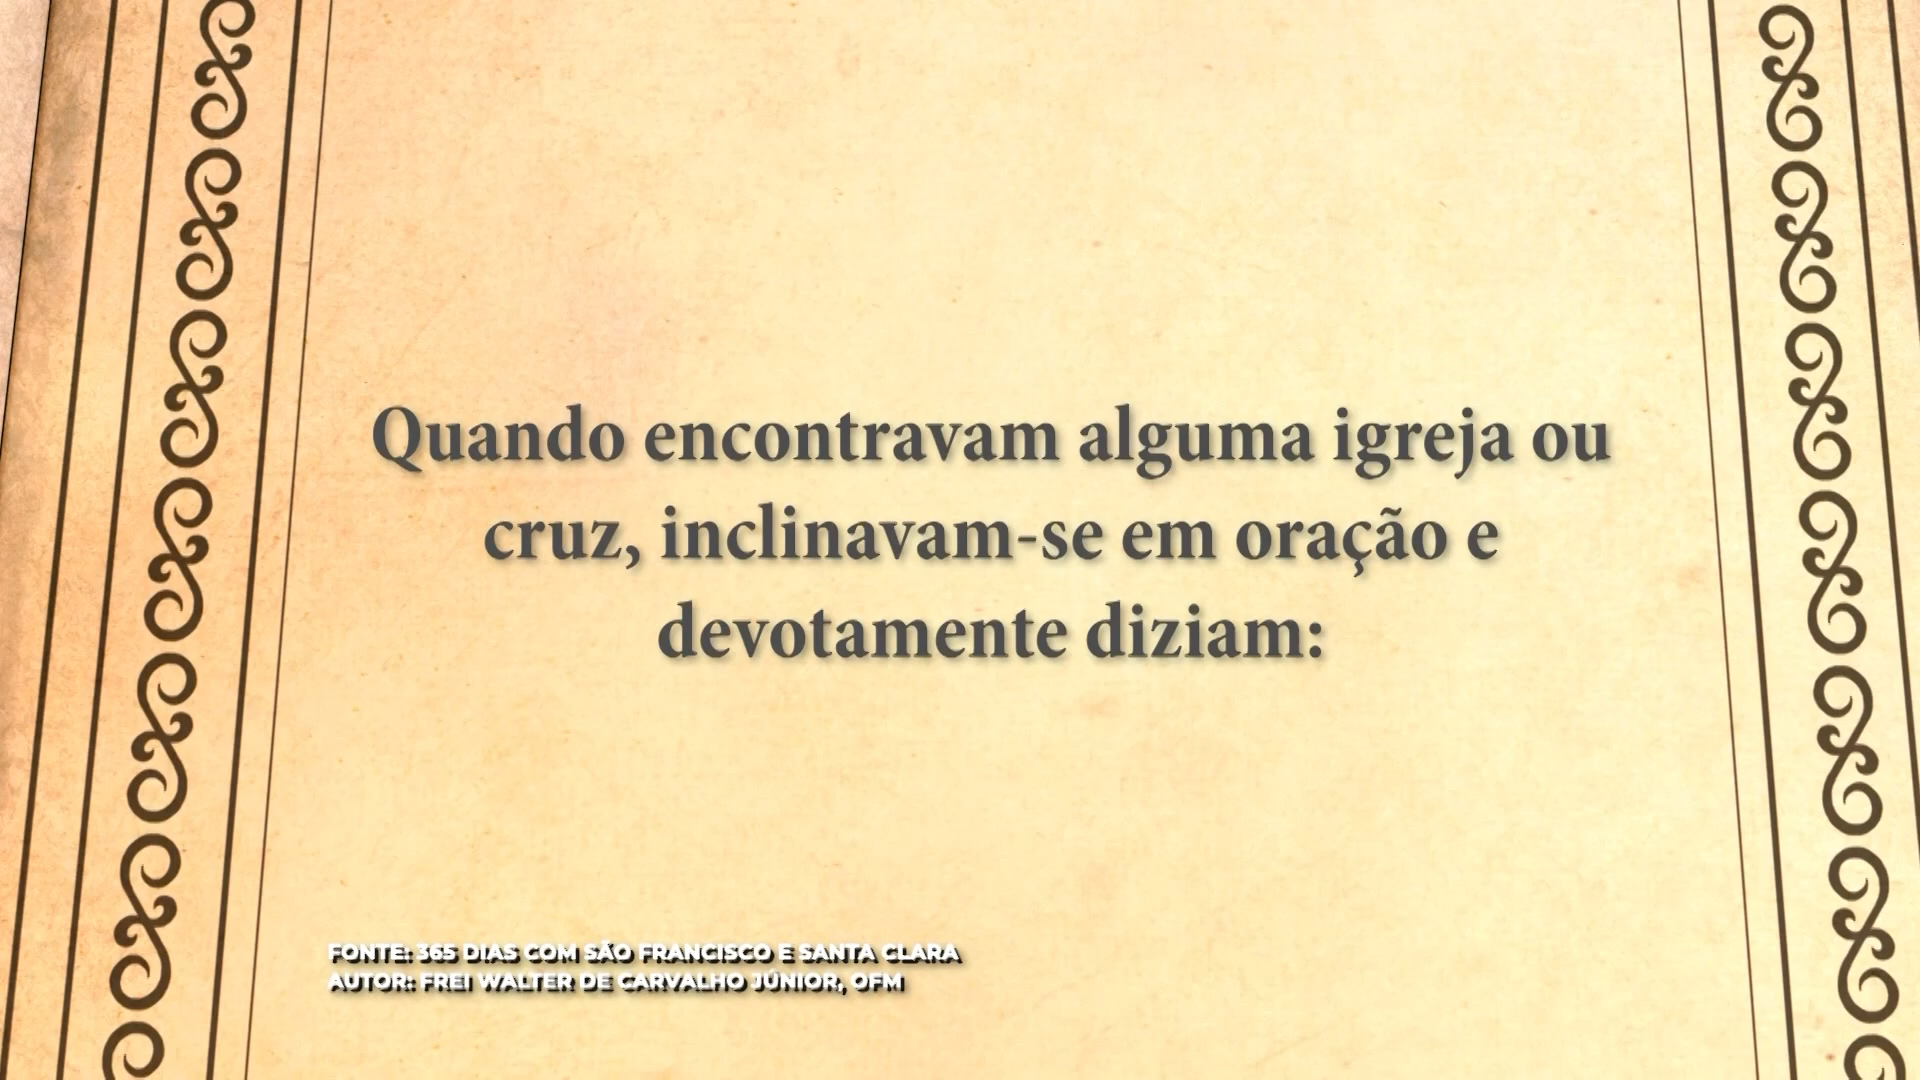 Quando encontravam alguma igreja ou
cruz, inclinavam-se em oração e
devotamente diziam:
FONTE: 365 DIAS COM SÃO FRANCISCO E SANTA CLARA
AUTOR: FREI WALTER DE CARVALHO JÚNIOR, OFM